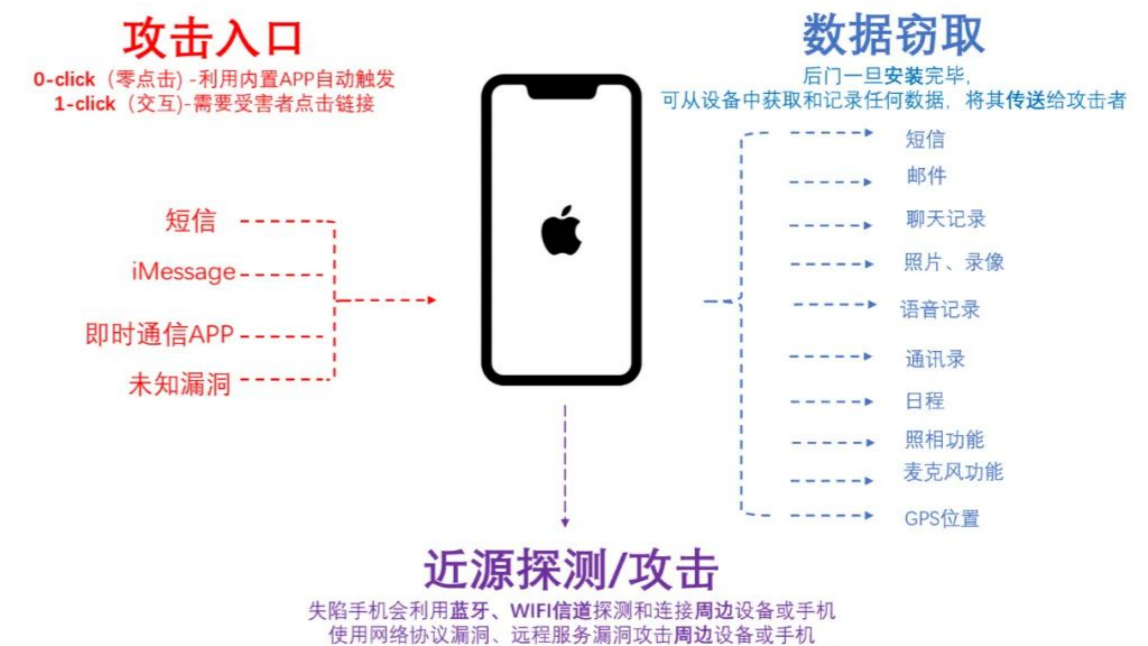 攻击入口
0-click（零点击）-利用内置APP自动触发
1-click（交互)-需要受害者点击链接
短信
iMessage
即时通信APP
未知漏洞
数据窃取
后门一旦安装完毕,
可从设备中获取和记录任何数据，将其传送给攻击者
短信
邮件
聊天记录
照片、录像
语音记录
通讯录
日程
照相功能
麦克风功能
GPS位置
近源探测/攻击
失陷手机会利用蓝牙、WIFI信道探测和连接周边设备或手机
使用网络协议漏洞、远程服务漏洞攻击周边设备或手机